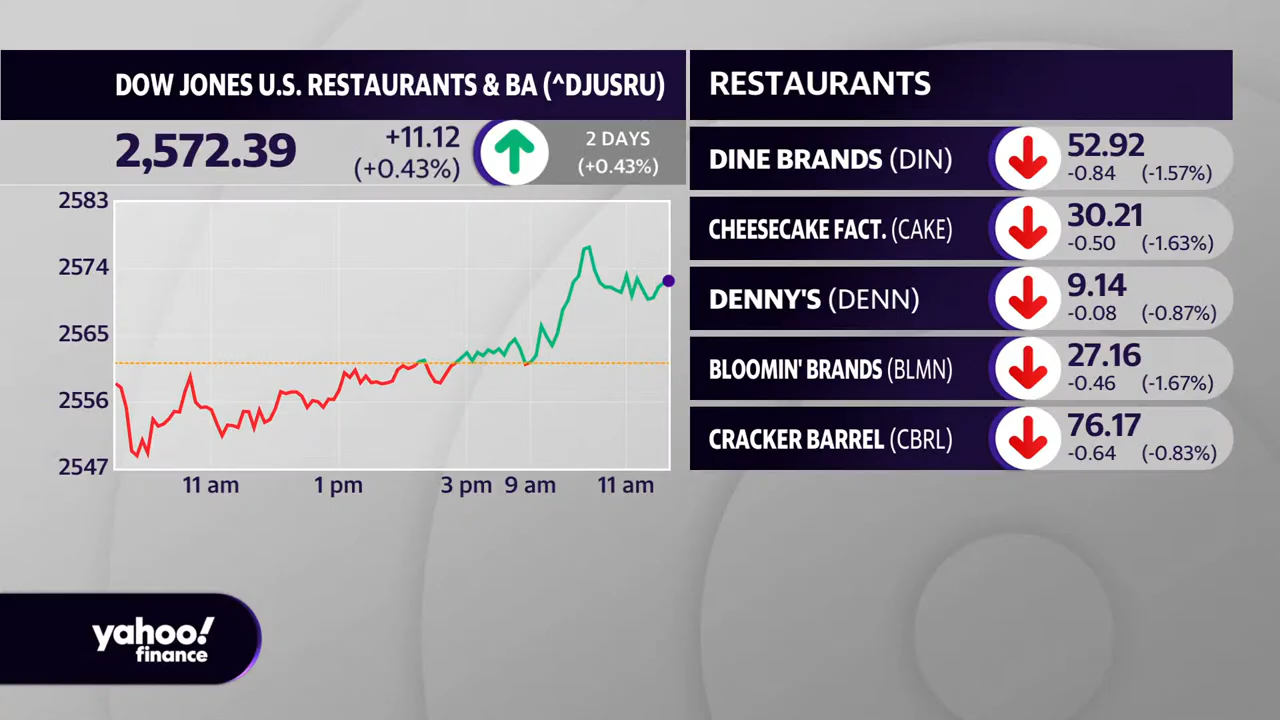 DOW JONES U.S. RESTAURANTS & BA (^DJUSRU)
2,572.39
+11.12
(+0.43%)
2 DAYS
(+0.43%)
2583
2574
2565
2556
2547
11 am
1 pm
3 pm
9 am
11 am
RESTAURANTS
DINE BRANDS (DIN)
52.92
-0.84 (-1.57%)
CHEESECAKE FACT. (CAKE)
30.21
-0.50 (-1.63%)
DENNY'S (DENN)
9.14
-0.08 (-0.87%)
BLOOMIN' BRANDS (BLMN)
27.16
-0.46 (-1.67%)
CRACKER BARREL (CBRL)
76.17
-0.64 (-0.83%)
yahoo!
finance